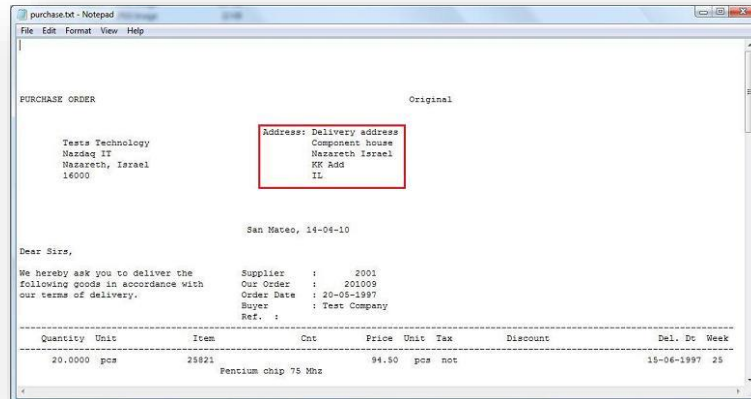 purchase.txt - Notepad
File Edit Format View Help
PURCHASE ORDER Original
Address: Delivery address
Tests Technology Component house
Nazdaq IT Nazareth Israel
Nazareth, Israel KK Add
16000 IL
San Mateo, 14-04-10
Dear Sirs,
We hereby ask you to deliver the Supplier : 2001
following goods in accordance with Our Order : 201009
our terms of delivery. Order Date : 20-05-1997
Buyer : Test Company
Ref. :
Quantity Unit Item Cnt Price Unit Tax Discount Del. Dt Week
20.0000 pcs 25821 94.50 pcs not 15-06-1997 25
Pentium chip 75 Mhz